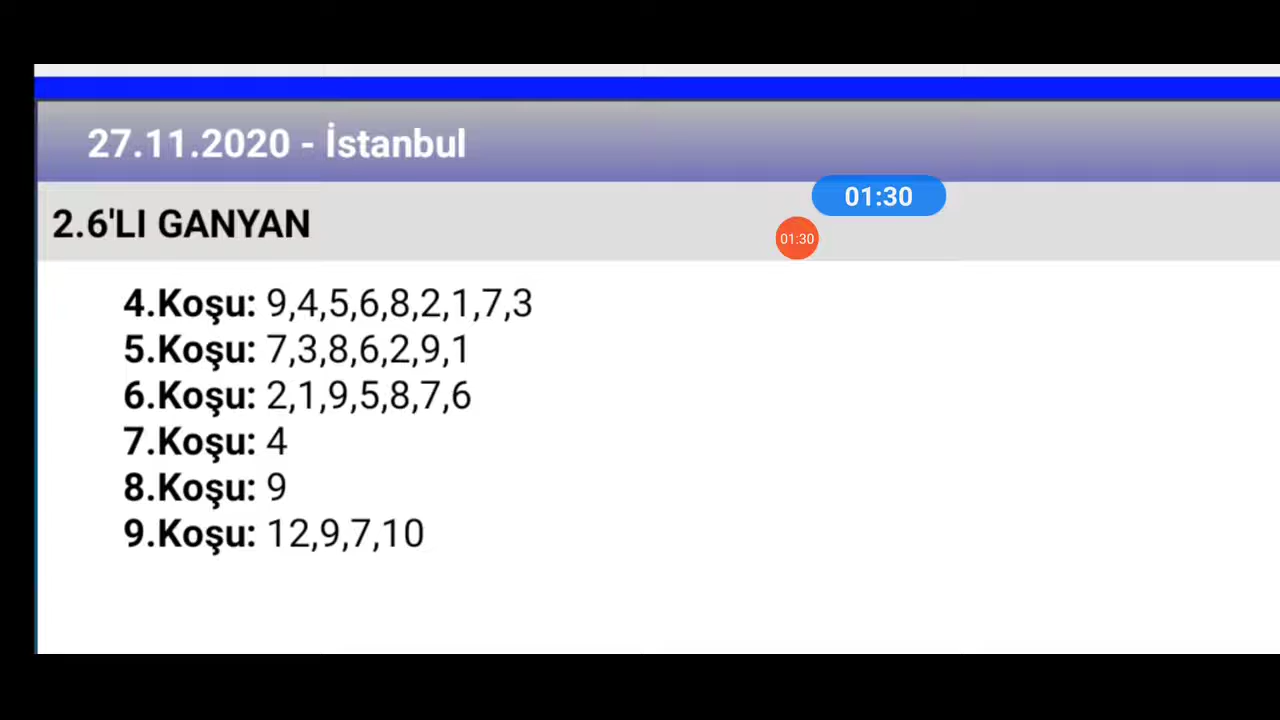 27.11.2020 - İstanbul
01:30
2.6'LI GANYAN
01:30
4.Koşu: 9,4,5,6,8,2,1,7,3
5.Koşu: 7,3,8,6,2,9,1
6.Koşu: 2,1,9,5,8,7,6
7.Koşu: 4
8.Koşu: 9
9.Koşu: 12,9,7,10